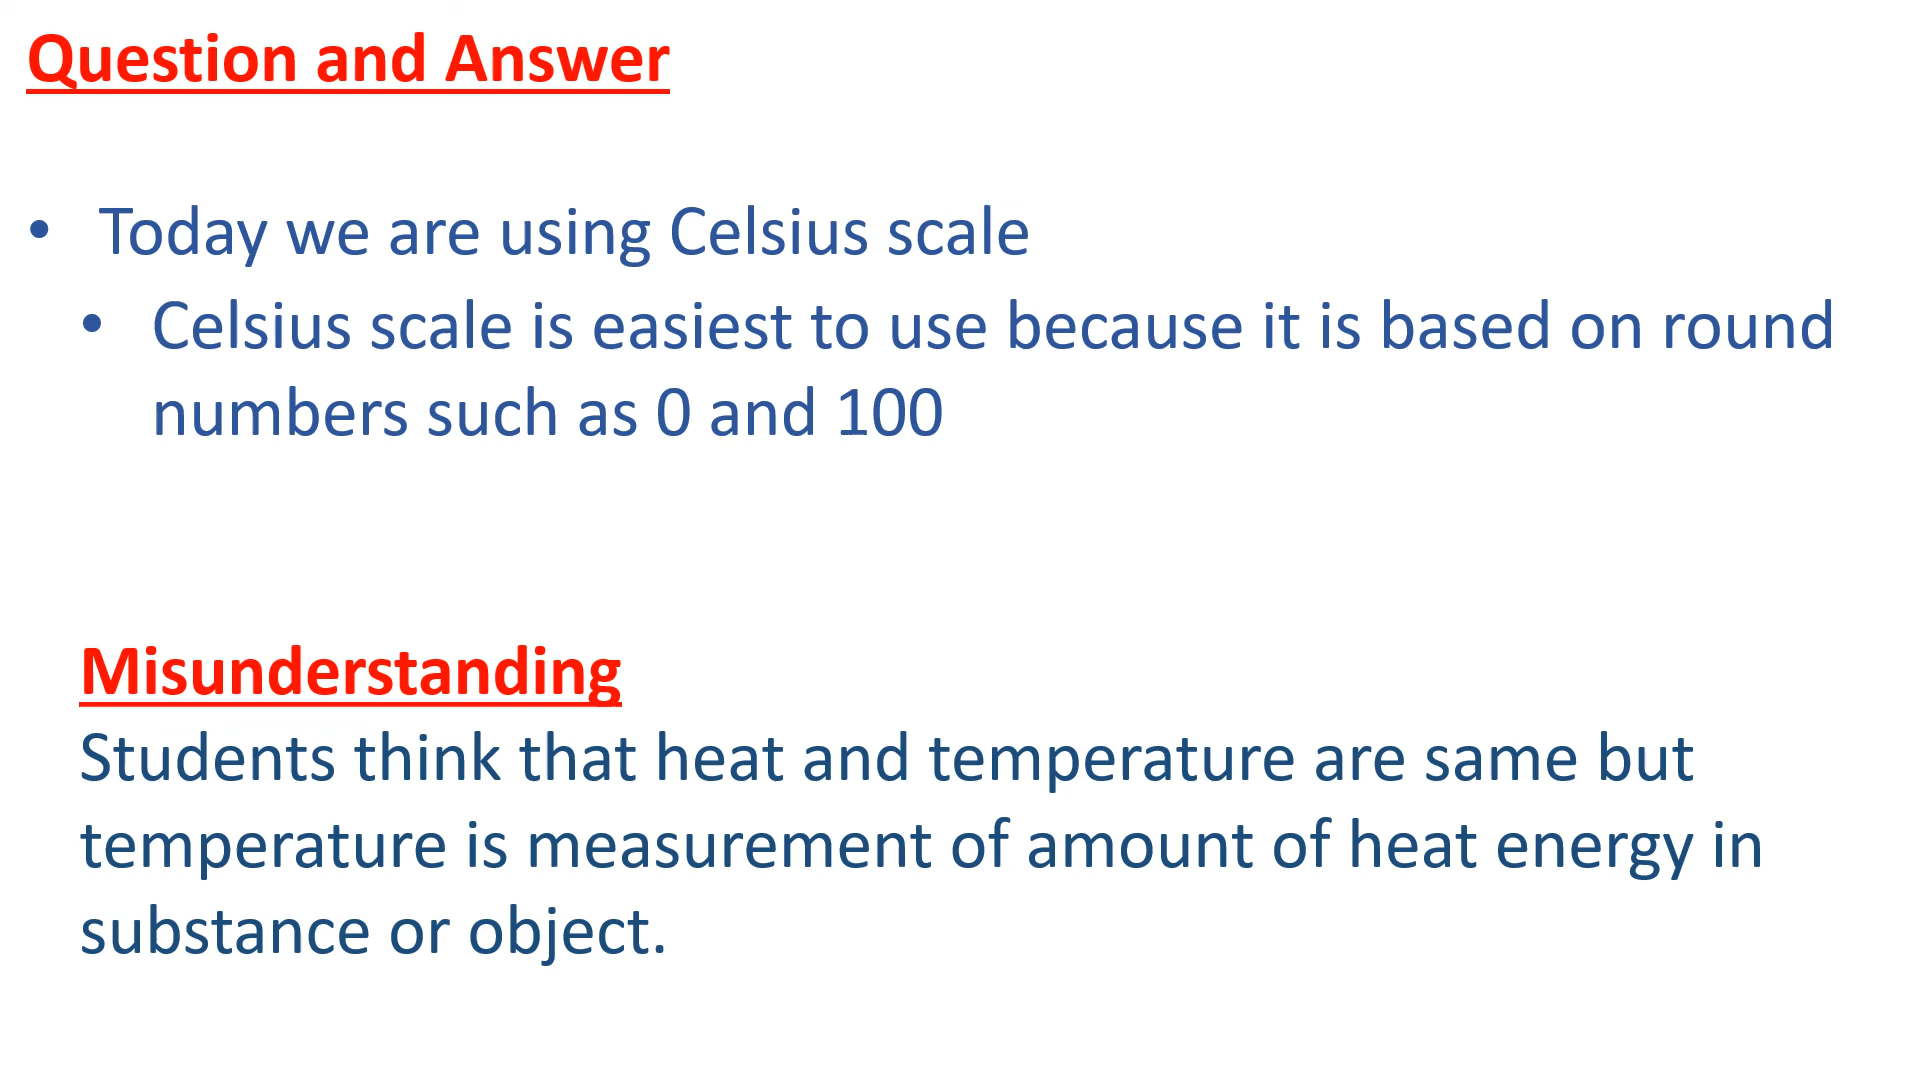 Question and Answer
• Today we are using Celsius scale
• Celsius scale is easiest to use because it is based on round
numbers such as 0 and 100
Misunderstanding
Students think that heat and temperature are same but
temperature is measurement of amount of heat energy in
substance or object.